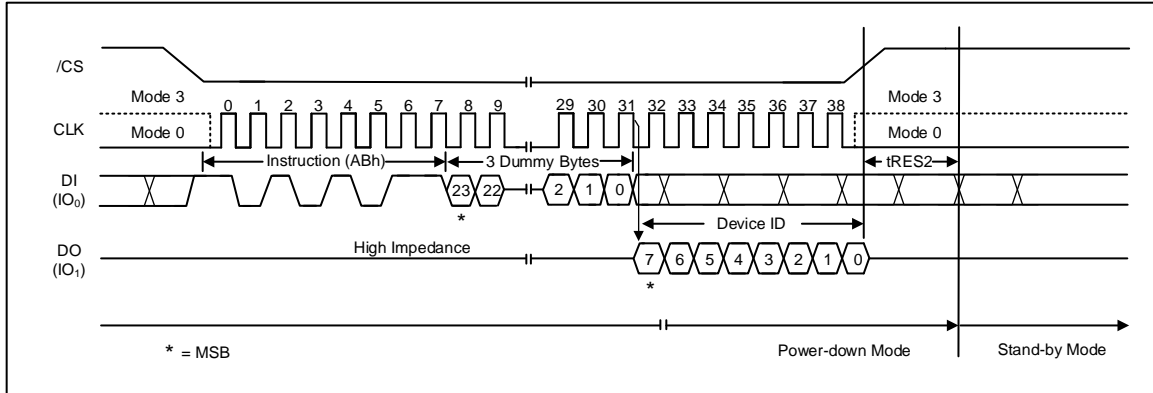 /CS
Mode 3
0 1 2 3 4 5 6 7 8 9 29 30 31 32 33 34 35 36 37 38
Mode 3
CLK
Mode 0
Mode 0
Instruction (ABh)
3 Dummy Bytes
tRES2
DI
(IO0)
23 22 2 1 0
*
Device ID
High Impedance
DO
(IO1)
7 6 5 4 3 2 1 0
*
* = MSB
Power-down Mode
Stand-by Mode